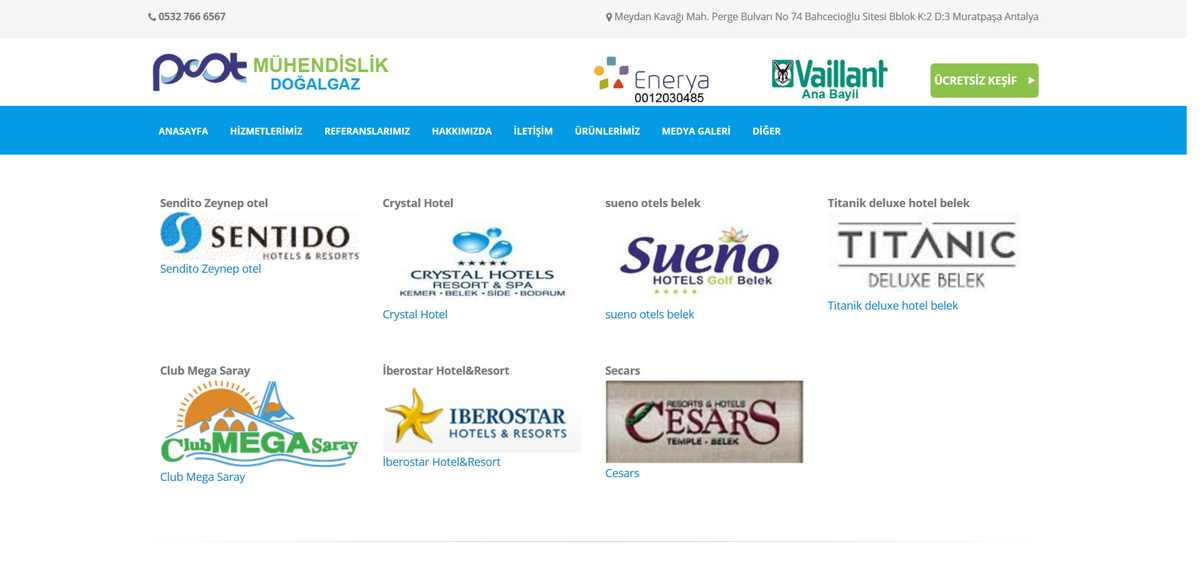 0532 766 6567
Meydan Kavağı Mah. Perge Bulvarı No 74 Bahcecioğlu Sitesi Bblok K:2 D:3 Muratpaşa Antalya
MÜHENDİSLİK
DOĞALGAZ
Enerya
0012030485
Vaillant
Ana Bayii
ÜCRETSİZ KEŞİF
ANASAYFA HİZMETLERİMİZ REFERANSLARIMIZ HAKKIMIZDA İLETİŞİM ÜRÜNLERİMİZ MEDYA GALERİ DİĞER
Sendito Zeynep otel
SENTIDO
HOTELS & RESORTS
Sendito Zeynep otel
Crystal Hotel
CRYSTAL HOTELS
RESORT & SPA
KEMER - BELEK - SIDE - BODRUM
Crystal Hotel
sueno otels belek
Sueno
HOTELS Golf Belek
sueno otels belek
Titanik deluxe hotel belek
TITANIC
DELUXE BELEK
Titanik deluxe hotel belek
Club Mega Saray
Club MEGA Saray
Club Mega Saray
İberostar Hotel&Resort
IBEROSTAR
HOTELS & RESORTS
İberostar Hotel&Resort
Secars
RESORTS & HOTELS
CESARS
TEMPLE - BELEK
Cesars